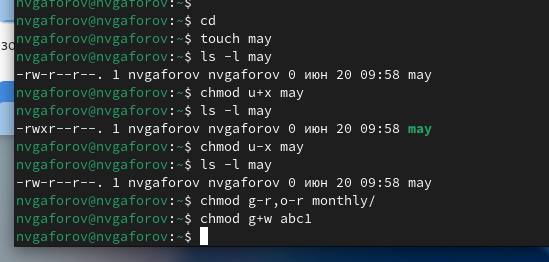 nvgaforov@nvgaforov:~$
nvgaforov@nvgaforov:~$ cd
nvgaforov@nvgaforov:~$ touch may
nvgaforov@nvgaforov:~$ ls -l may
-rw-r--r--. 1 nvgaforov nvgaforov 0 июн 20 09:58 may
nvgaforov@nvgaforov:~$ chmod u+x may
nvgaforov@nvgaforov:~$ ls -l may
-rwxr--r--. 1 nvgaforov nvgaforov 0 июн 20 09:58 may
nvgaforov@nvgaforov:~$ chmod u-x may
nvgaforov@nvgaforov:~$ ls -l may
-rw-r--r--. 1 nvgaforov nvgaforov 0 июн 20 09:58 may
nvgaforov@nvgaforov:~$ chmod g-r,o-r monthly/
nvgaforov@nvgaforov:~$ chmod g+w abc1
nvgaforov@nvgaforov:~$